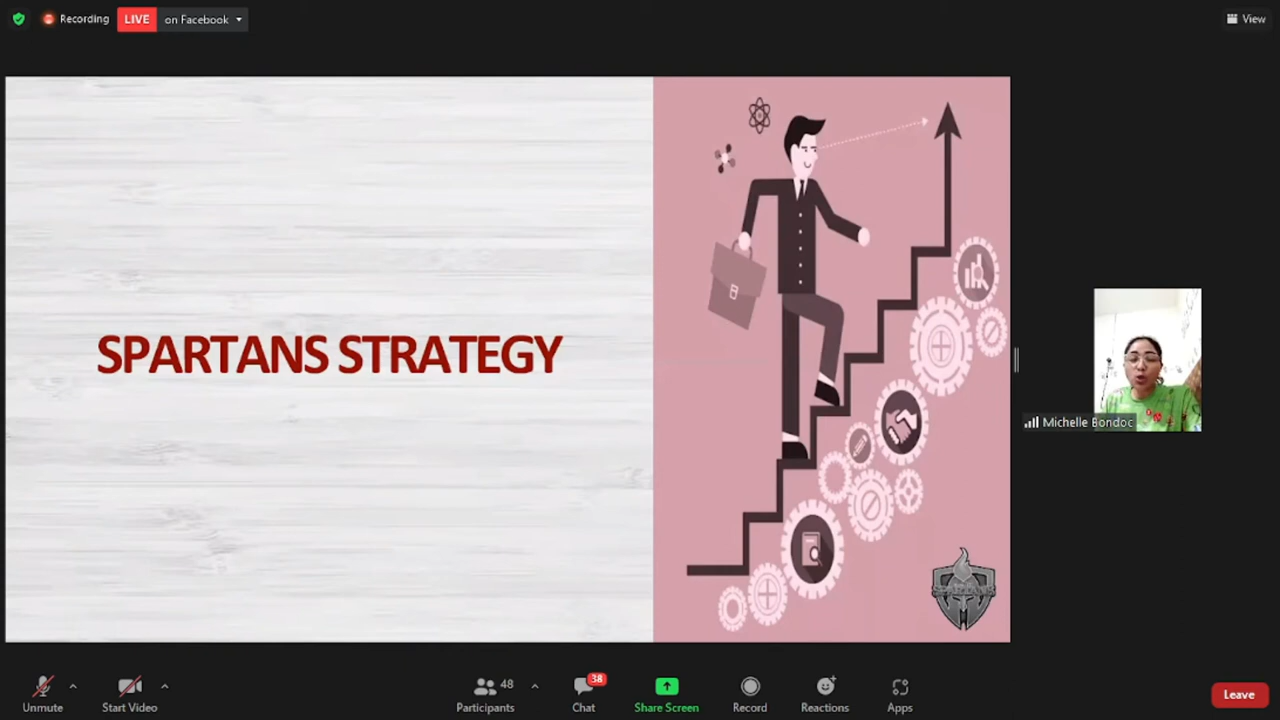 Recording
LIVE
on Facebook
View
SPARTANS STRATEGY
SPARTANS
Michelle Bondoc
Unmute
Start Video
48
Participants
38
Chat
Share Screen
Record
Reactions
Apps
Leave